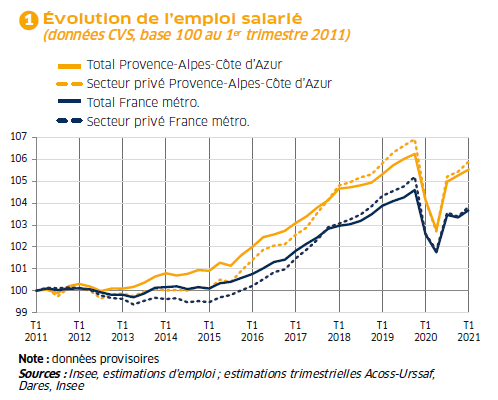 1 Évolution de l'emploi salarié
(données CVS, base 100 au 1er trimestre 2011)
Total Provence-Alpes-Côte d'Azur
Secteur privé Provence-Alpes-Côte d'Azur
Total France métro.
Secteur privé France métro.
107
106
105
104
103
102
101
100
99
T1 T1 T1 T1 T1 T1 T1 T1 T1 T1 T1
2011 2012 2013 2014 2015 2016 2017 2018 2019 2020 2021
Note : données provisoires
Sources : Insee, estimations d'emploi ; estimations trimestrielles Acoss-Urssaf,
Dares, Insee